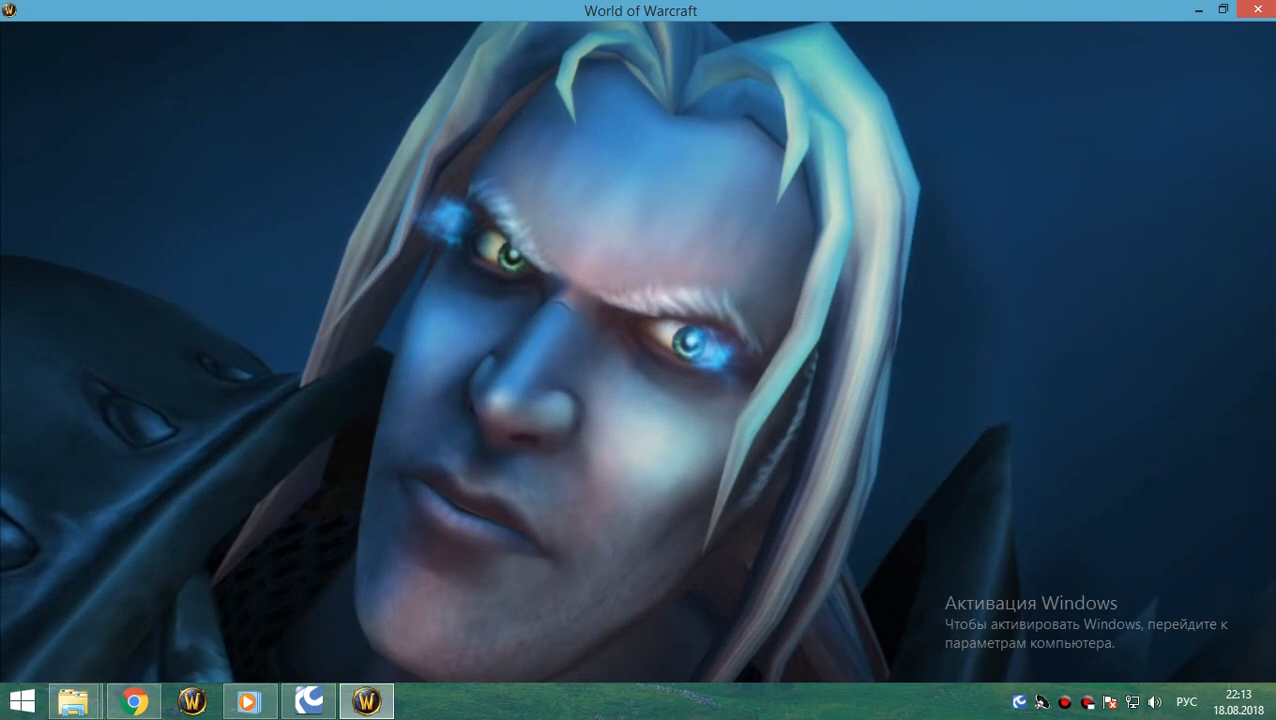 World of Warcraft
Активация Windows
Чтобы активировать Windows, перейдите к
параметрам компьютера.
РУС
22:13
18.08.2018